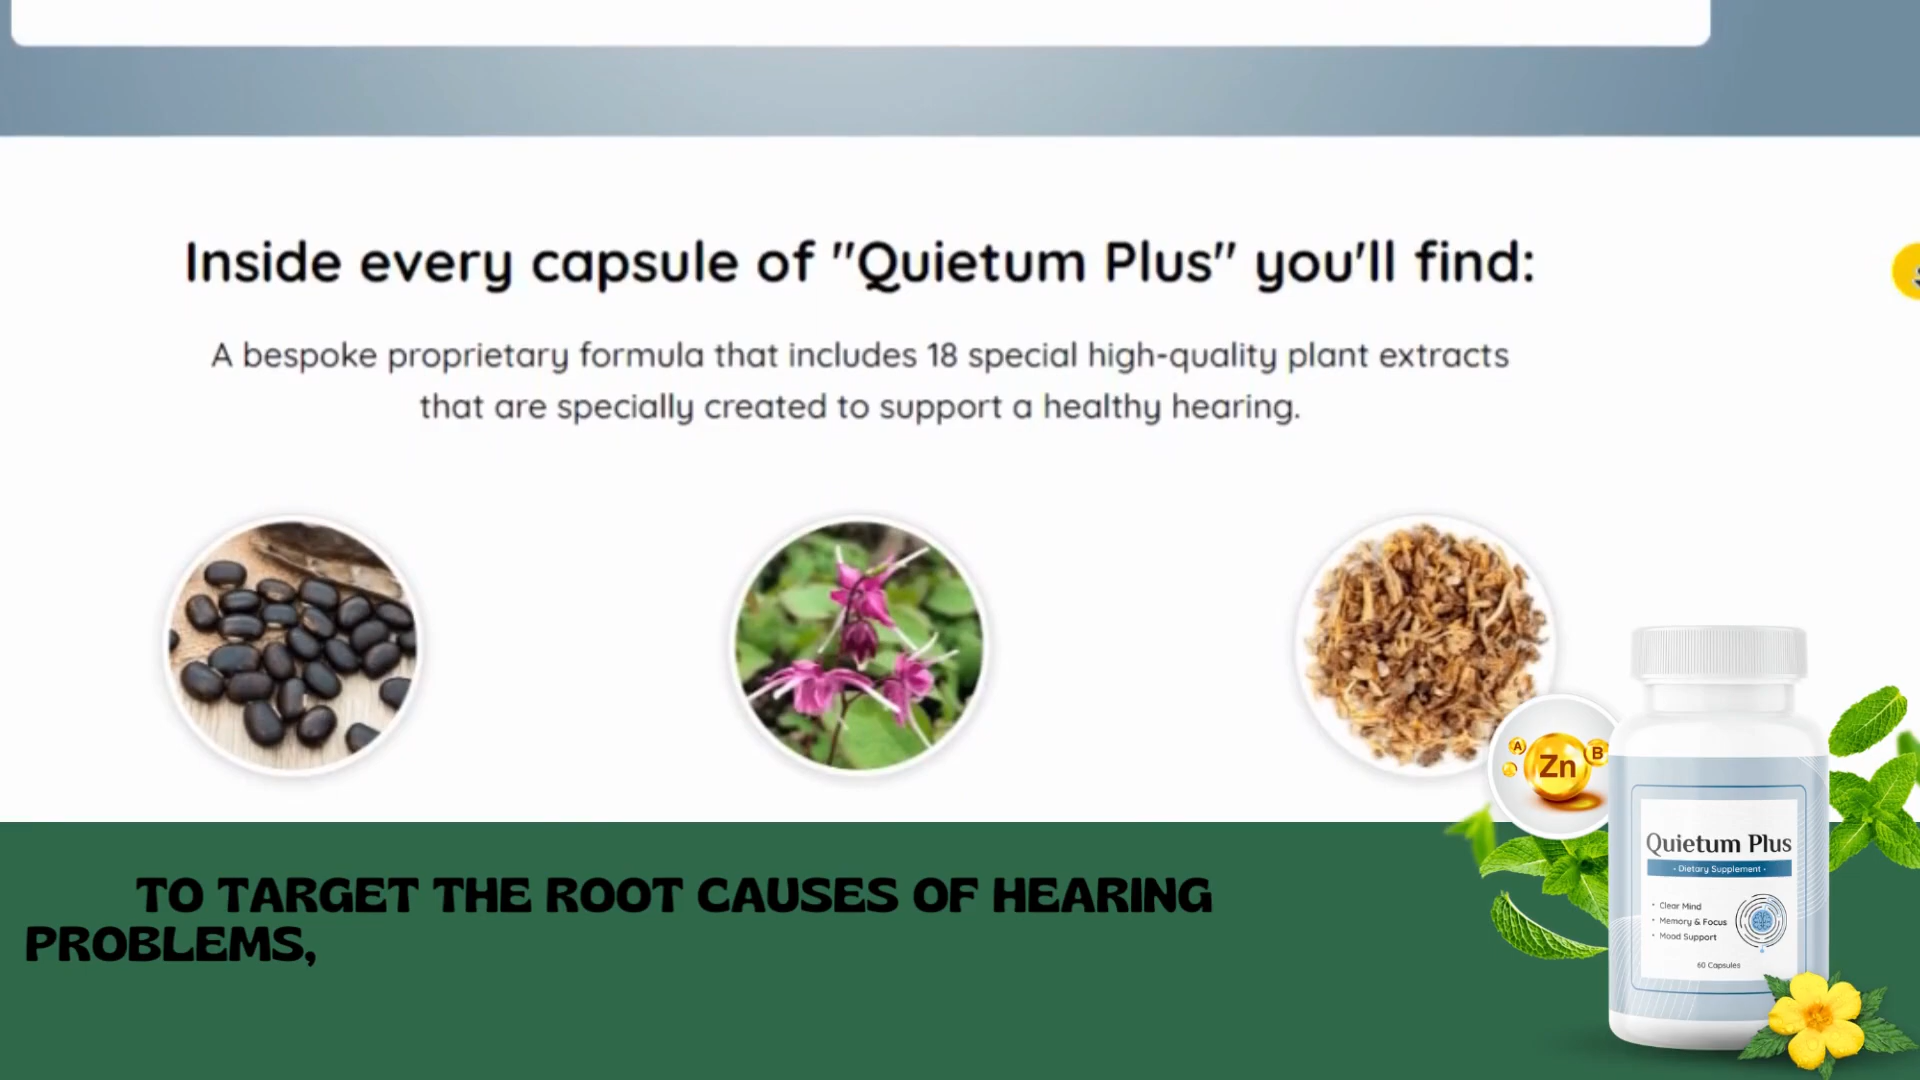 Inside every capsule of "Quietum Plus" you'll find:
A bespoke proprietary formula that includes 18 special high-quality plant extracts
that are specially created to support a healthy hearing.
A
Zn
B
Quietum Plus
- Dietary Supplement -
• Clear Mind
• Memory & Focus
• Mood Support
60 Capsules
TO TARGET THE ROOT CAUSES OF HEARING
PROBLEMS,